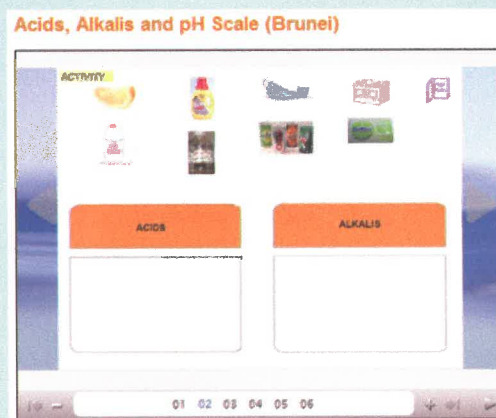 Acids, Alkalis and pH Scale (Brunei)
ACTIVITY
ACIDS
ALKALIS
01 02 03 04 05 06